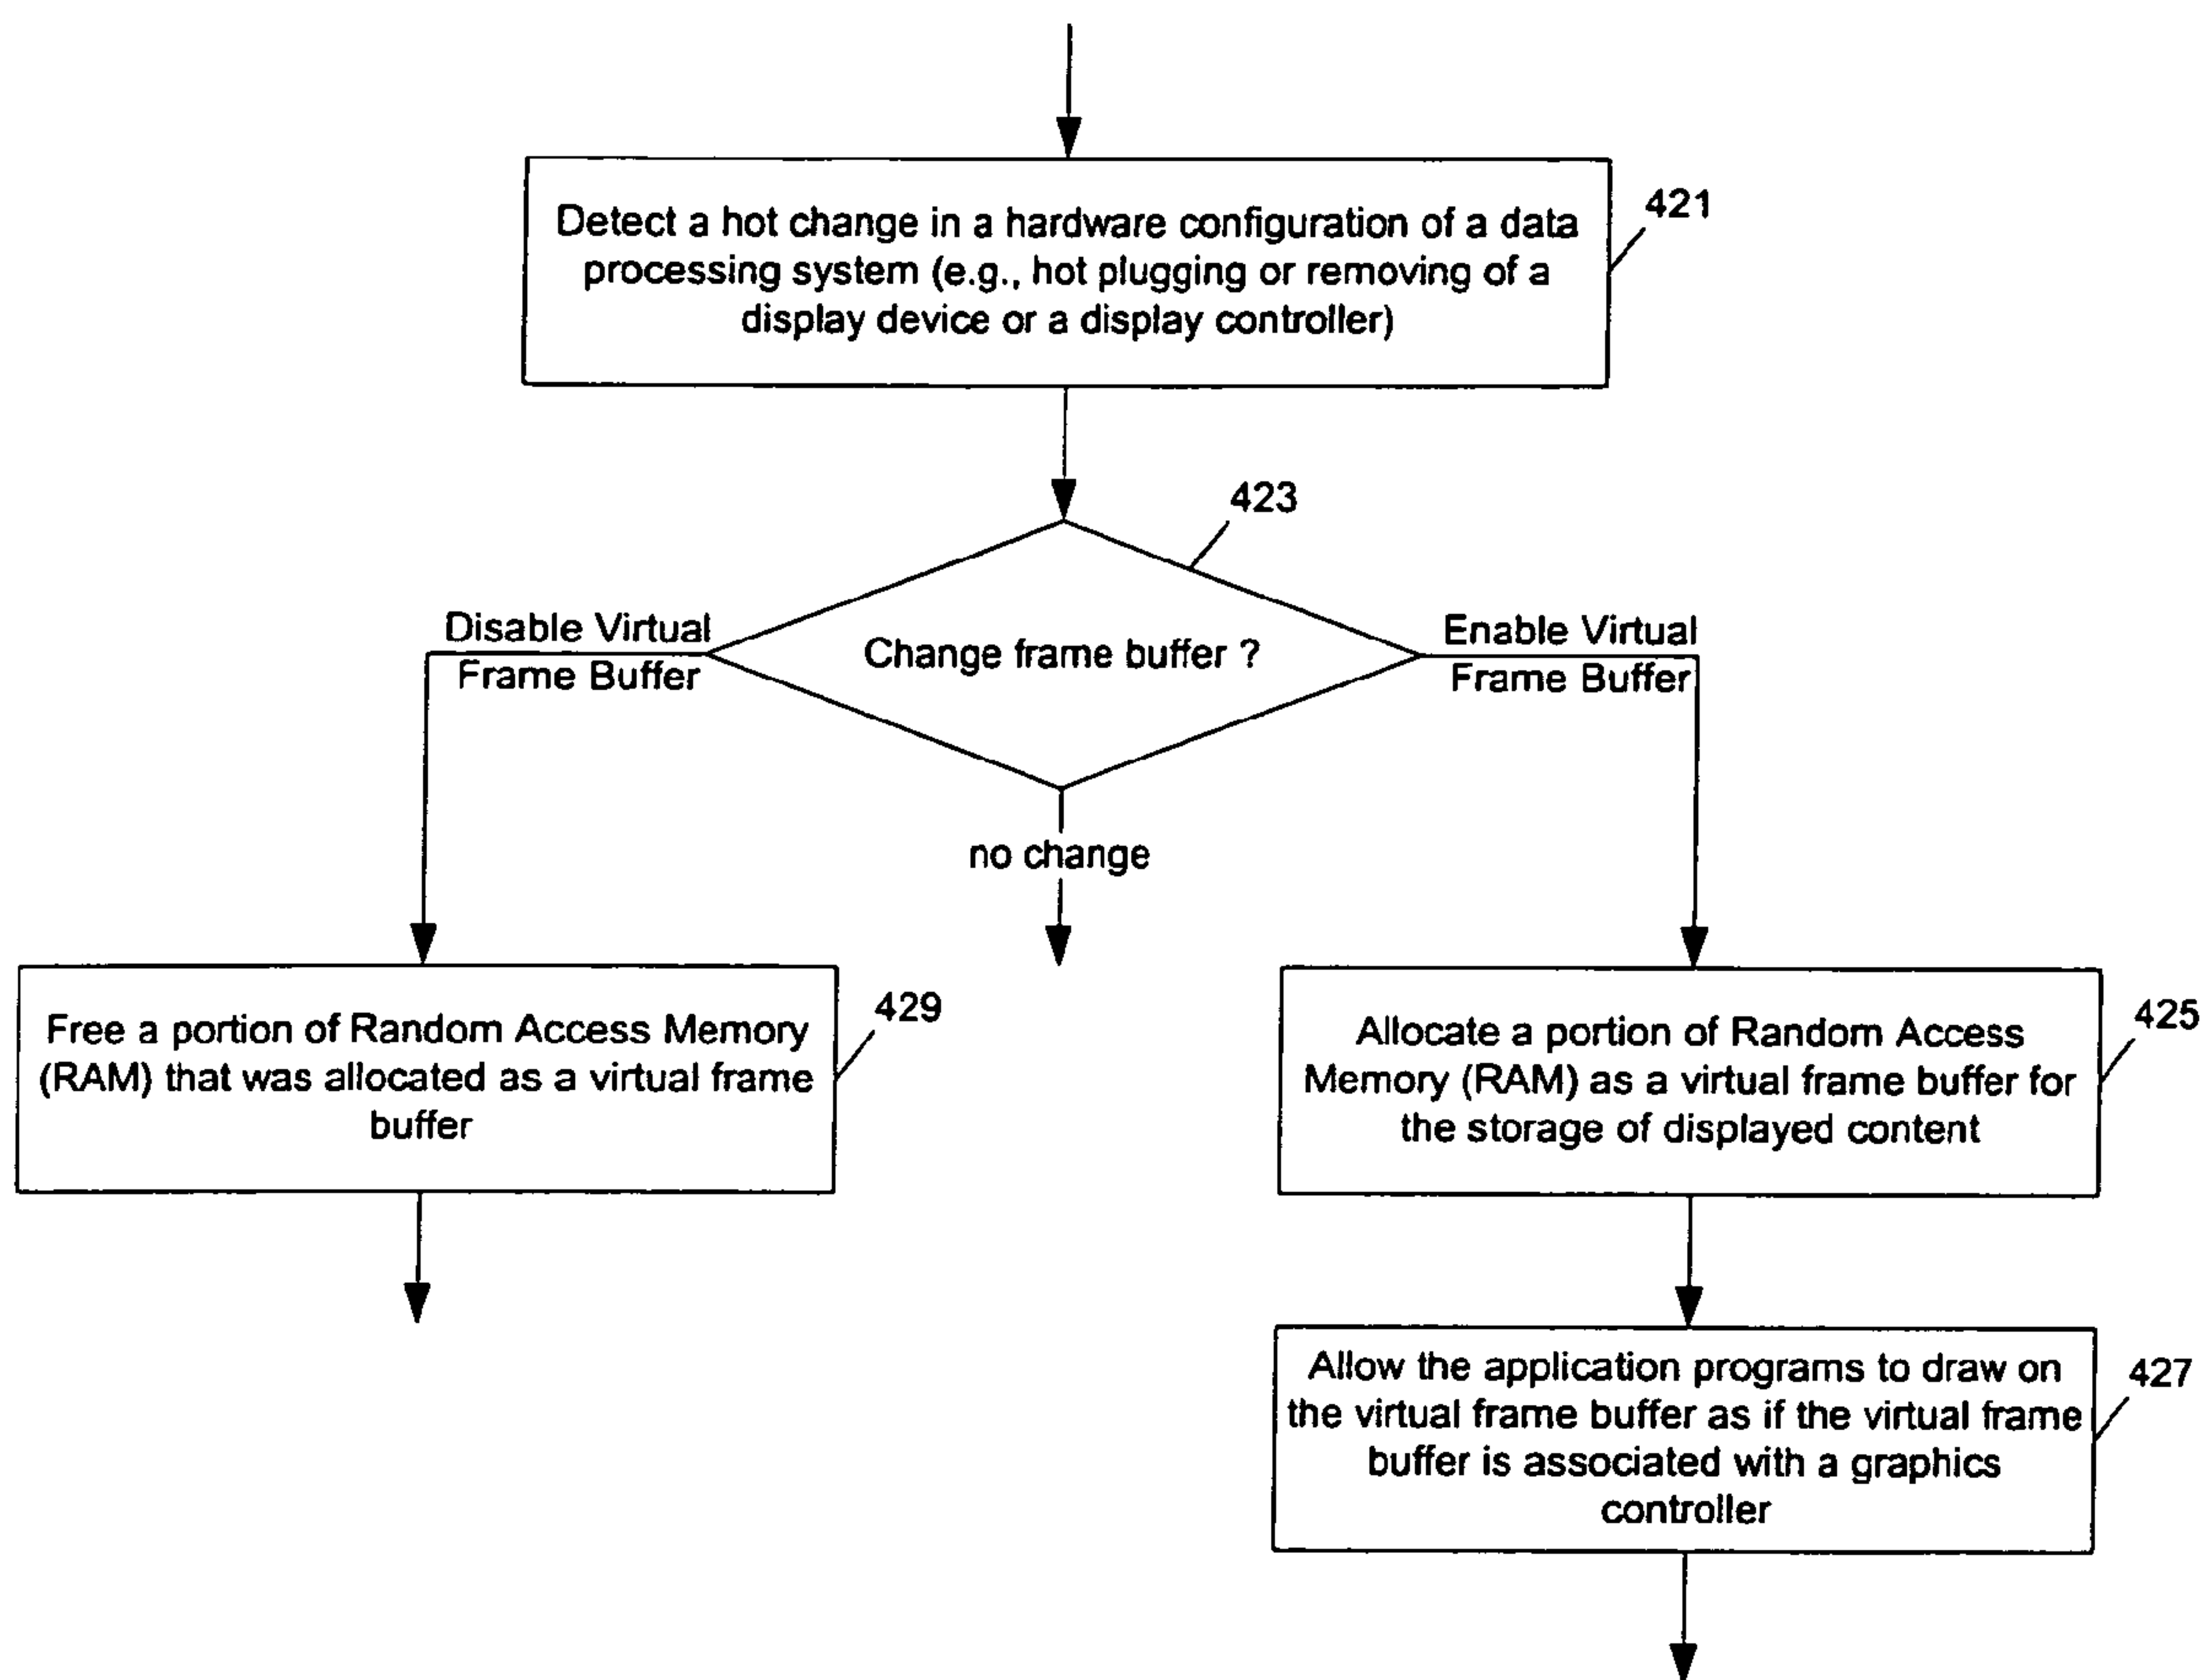 Detect a hot change in a hardware configuration of a data
processing system (e.g., hot plugging or removing of a
display device or a display controller)
421
423
Change frame buffer ?
Disable Virtual
Frame Buffer
Enable Virtual
Frame Buffer
no change
Free a portion of Random Access Memory
(RAM) that was allocated as a virtual frame
buffer
429
Allocate a portion of Random Access
Memory (RAM) as a virtual frame buffer for
the storage of displayed content
425
Allow the application programs to draw on
the virtual frame buffer as if the virtual frame
buffer is associated with a graphics
controller
427